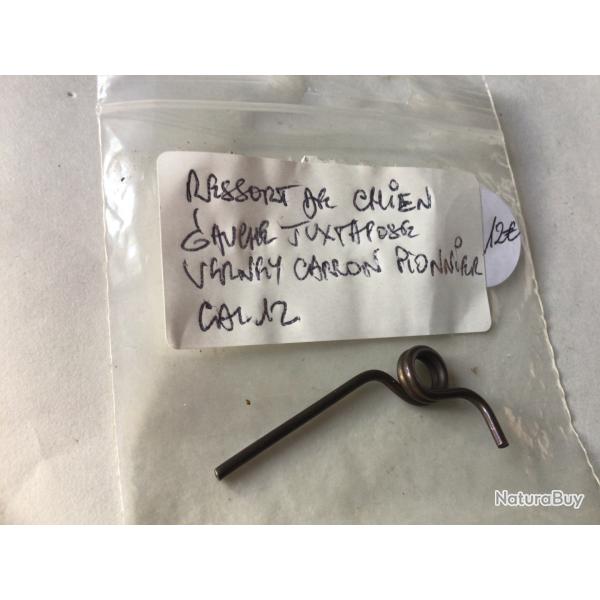 RESSORT DE CHIEN
GAUCHE JUXTAPOSE
VERNEY CARRON PIONNIER
CAL 12
12€
NaturaBuy